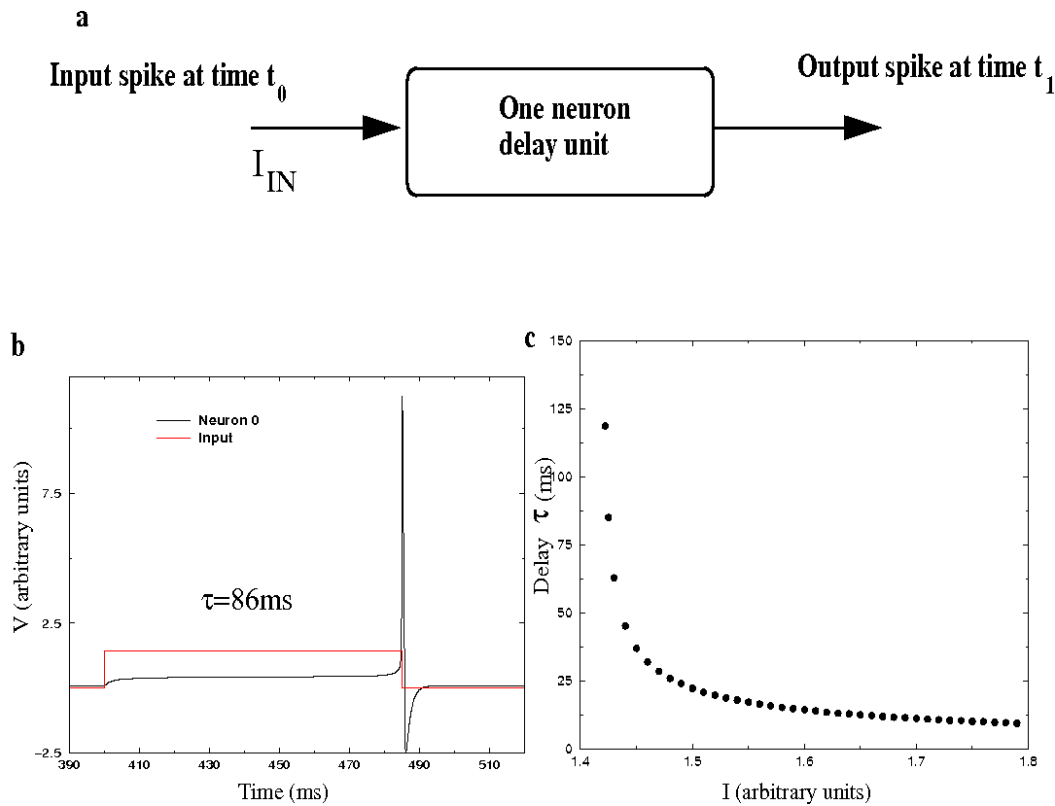 a
Input spike at time t0
Output spike at time t1
One neuron
delay unit
IIN
b
Neuron 0
Input
V (arbitrary units)
7.5
2.5
−2.5
τ=86ms
390
410
430
450
470
490
510
Time (ms)
c
Delay τ (ms)
150
125
100
75
50
25
0
1.4
1.5
1.6
1.7
1.8
I (arbitrary units)